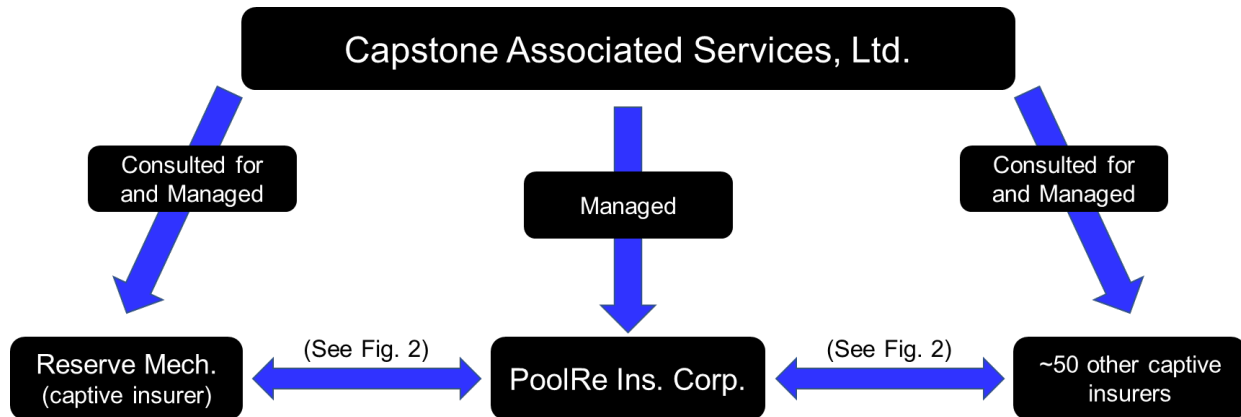 Capstone Associated Services, Ltd.
Consulted for
and Managed
Managed
Consulted for
and Managed
(See Fig. 2)
(See Fig. 2)
Reserve Mech.
(captive insurer)
PoolRe Ins. Corp.
~50 other captive
insurers